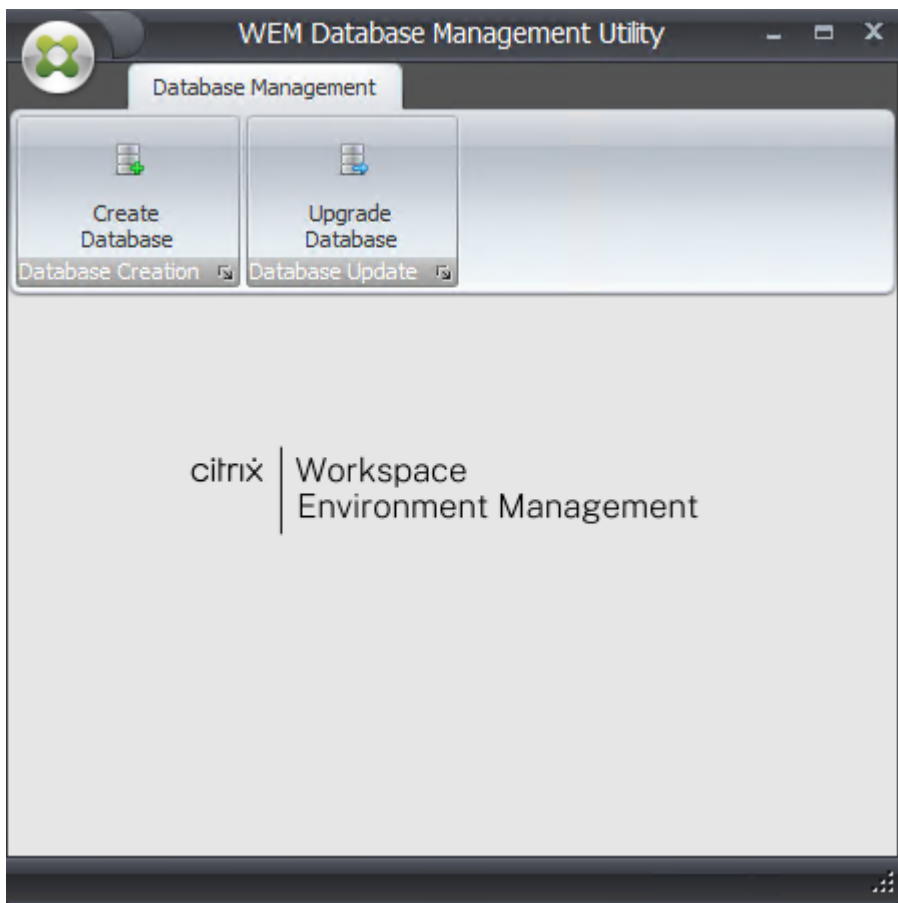 WEM Database Management Utility
Database Management
Create
Database
Upgrade
Database
Database Creation
Database Update
citrix
Workspace
Environment Management